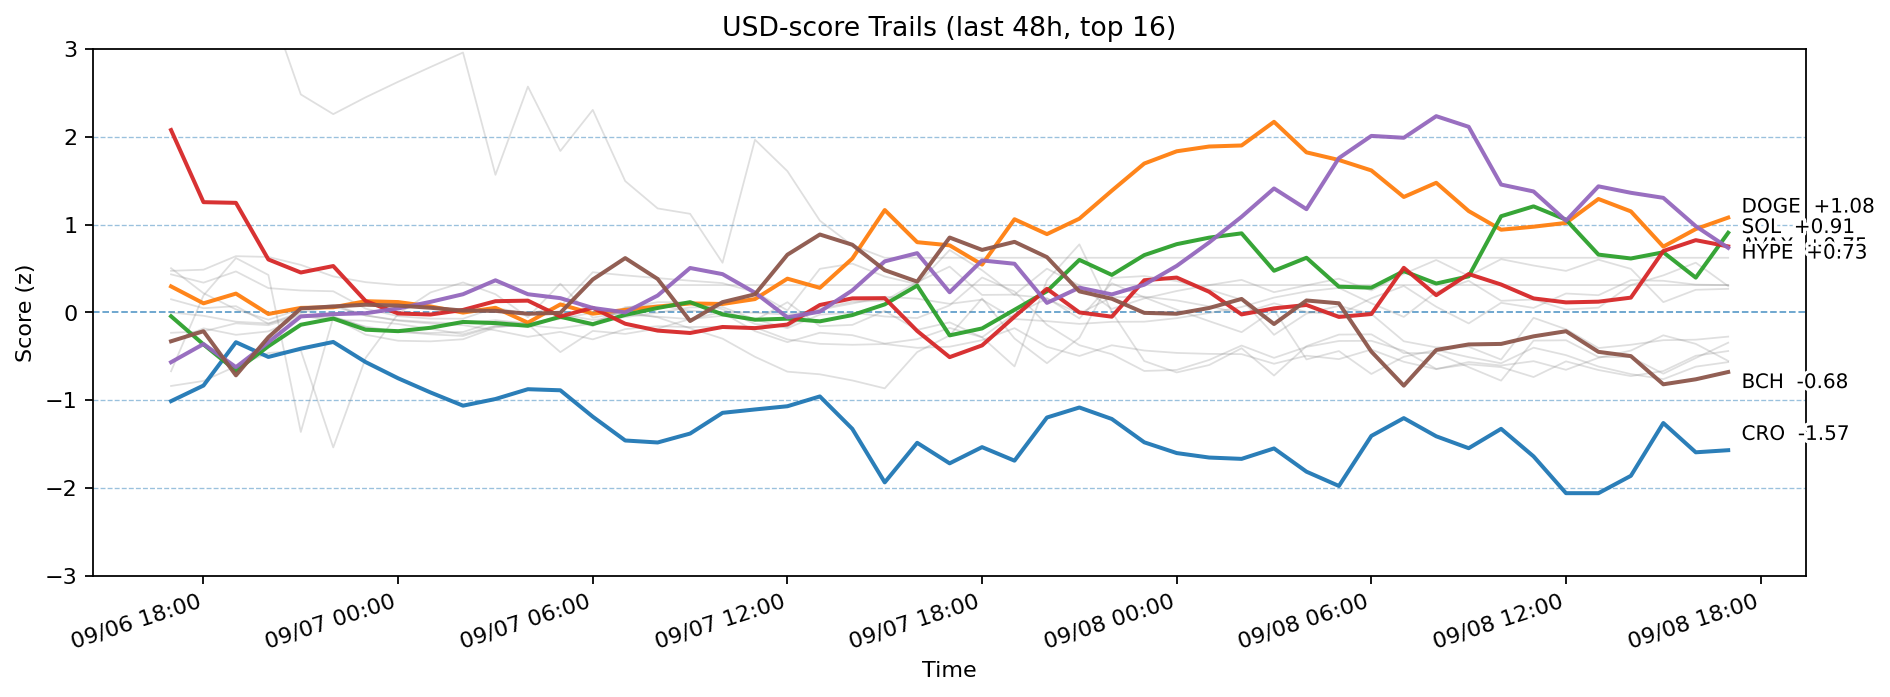 USD-score Trails (last 48h, top 16)
Score (z)
3
2
1
0
−1
−2
−3
DOGE +1.08
SOL +0.91
HYPE +0.73
BCH -0.68
CRO -1.57
09/06 18:00
09/07 00:00
09/07 06:00
09/07 12:00
09/07 18:00
09/08 00:00
09/08 06:00
09/08 12:00
09/08 18:00
Time